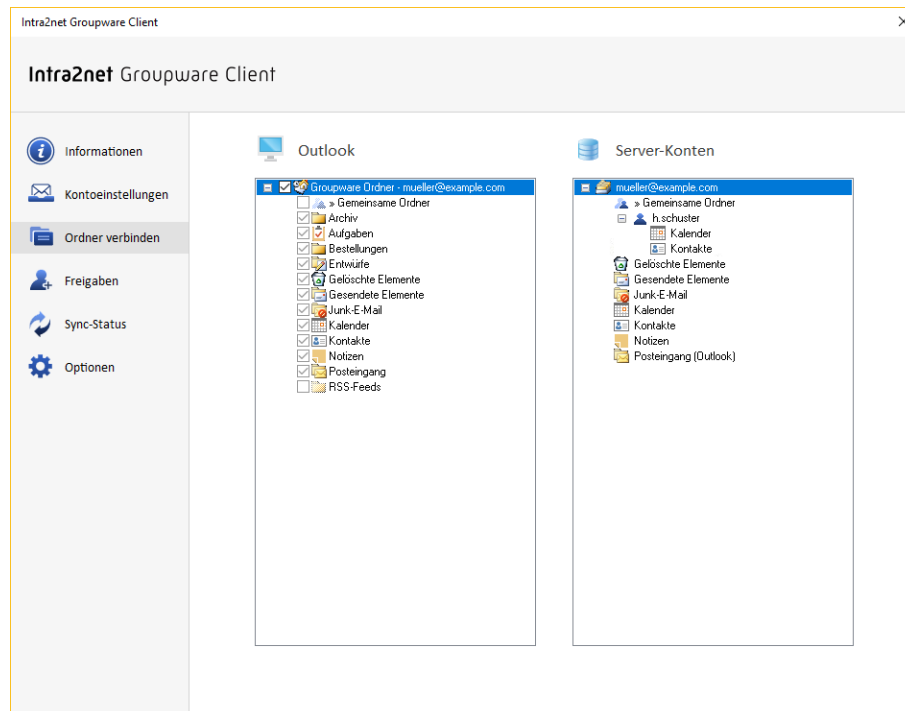 Intra2net Groupware Client
Intra2net Groupware Client
Informationen
Kontoeinstellungen
Ordner verbinden
Freigaben
Sync-Status
Optionen
Outlook
Groupware Ordner - mueller@example.com
» Gemeinsame Ordner
Archiv
Aufgaben
Bestellungen
Entwürfe
Gelöschte Elemente
Gesendete Elemente
Junk-E-Mail
Kalender
Kontakte
Notizen
Posteingang
RSS-Feeds
Server-Konten
mueller@example.com
» Gemeinsame Ordner
h.schuster
Kalender
Kontakte
Gelöschte Elemente
Gesendete Elemente
Junk-E-Mail
Kalender
Kontakte
Notizen
Posteingang (Outlook)